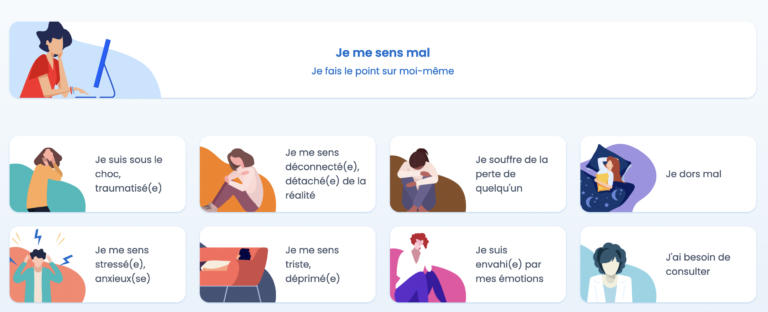 Je me sens mal
Je fais le point sur moi-même
Je suis sous le
choc,
traumatisé(e)
Je me sens
déconnecté(e),
détaché(e) de la
réalité
Je souffre de la
perte de
quelqu'un
Je dors mal
Je me sens
stressé(e),
anxieux(se)
Je me sens
triste,
déprimé(e)
Je suis
envahi(e) par
mes émotions
J'ai besoin de
consulter